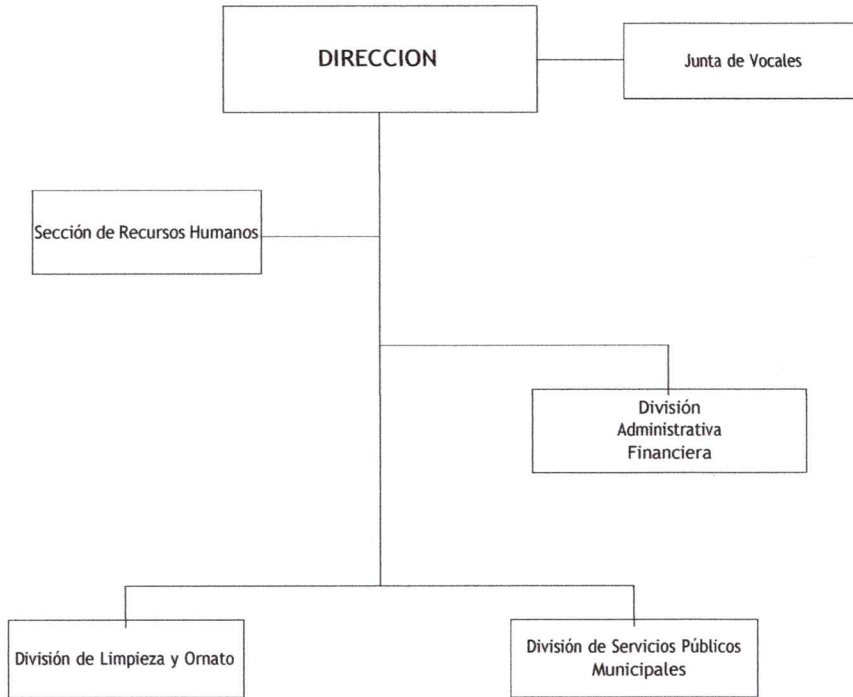 DIRECCION
Junta de Vocales
Sección de Recursos Humanos
División
Administrativa
Financiera
División de Limpieza y Ornato
División de Servicios Públicos
Municipales